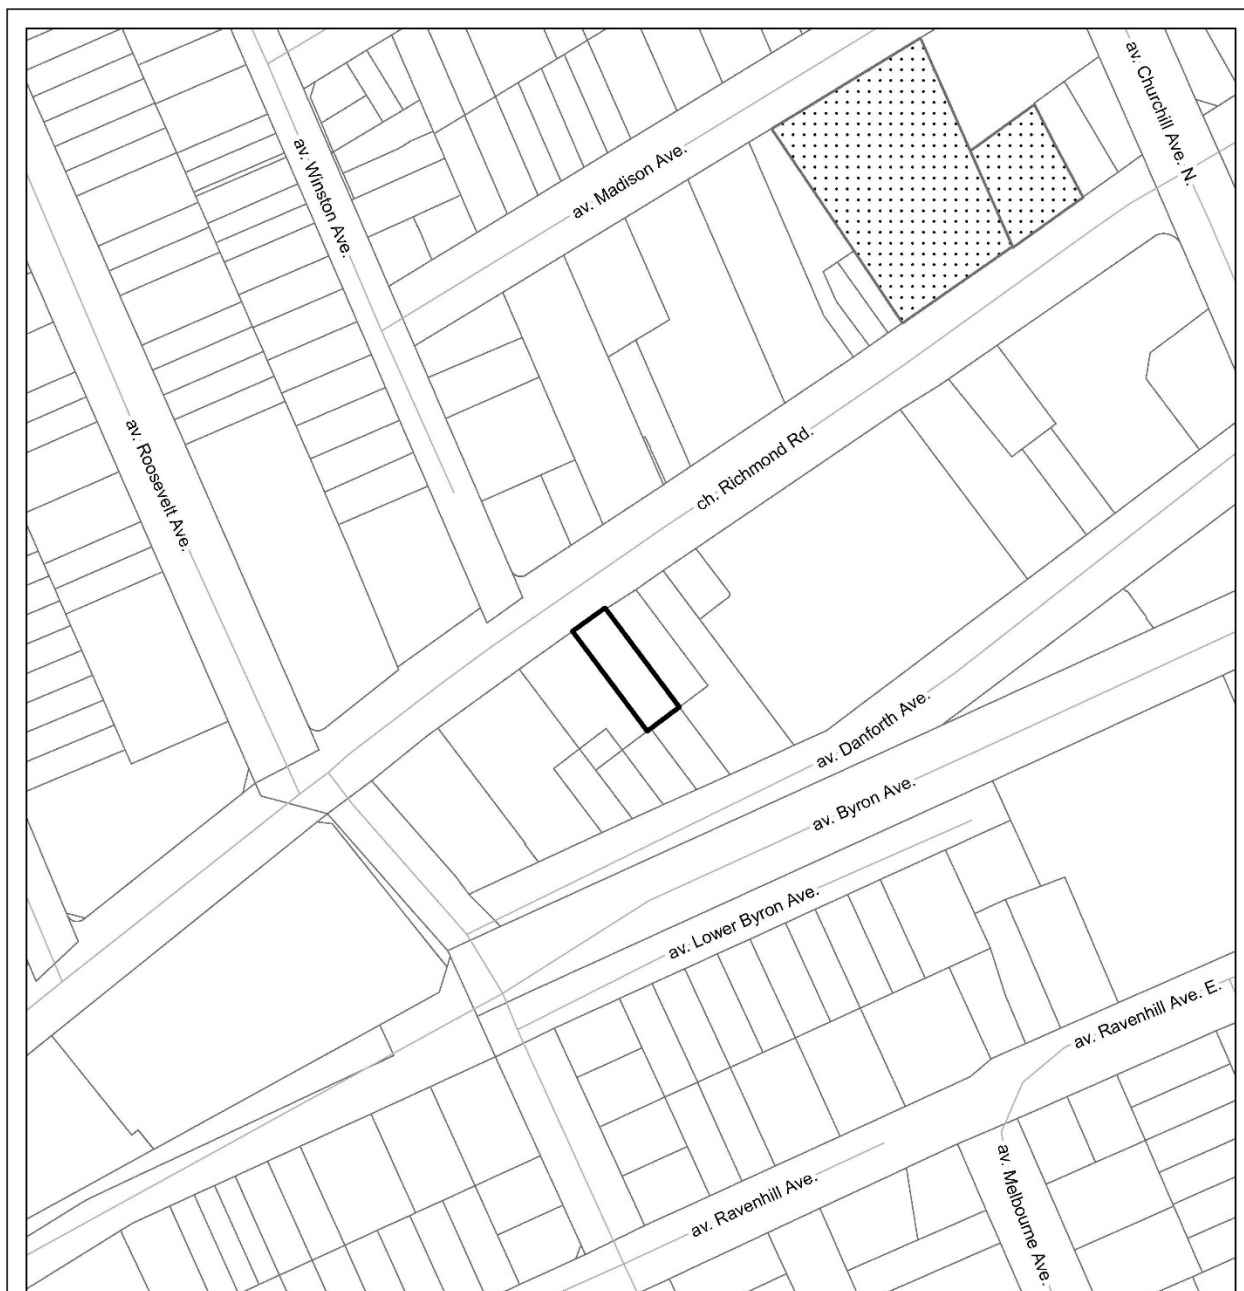 av. Churchill Ave. N.
av. Winston Ave.
av. Madison Ave.
av. Roosevelt Ave.
ch. Richmond Rd.
av. Danforth Ave.
av. Byron Ave.
av. Lower Byron Ave.
av. Ravenhill Ave. E.
av. Ravenhill Ave.
av. Melbourne Ave.